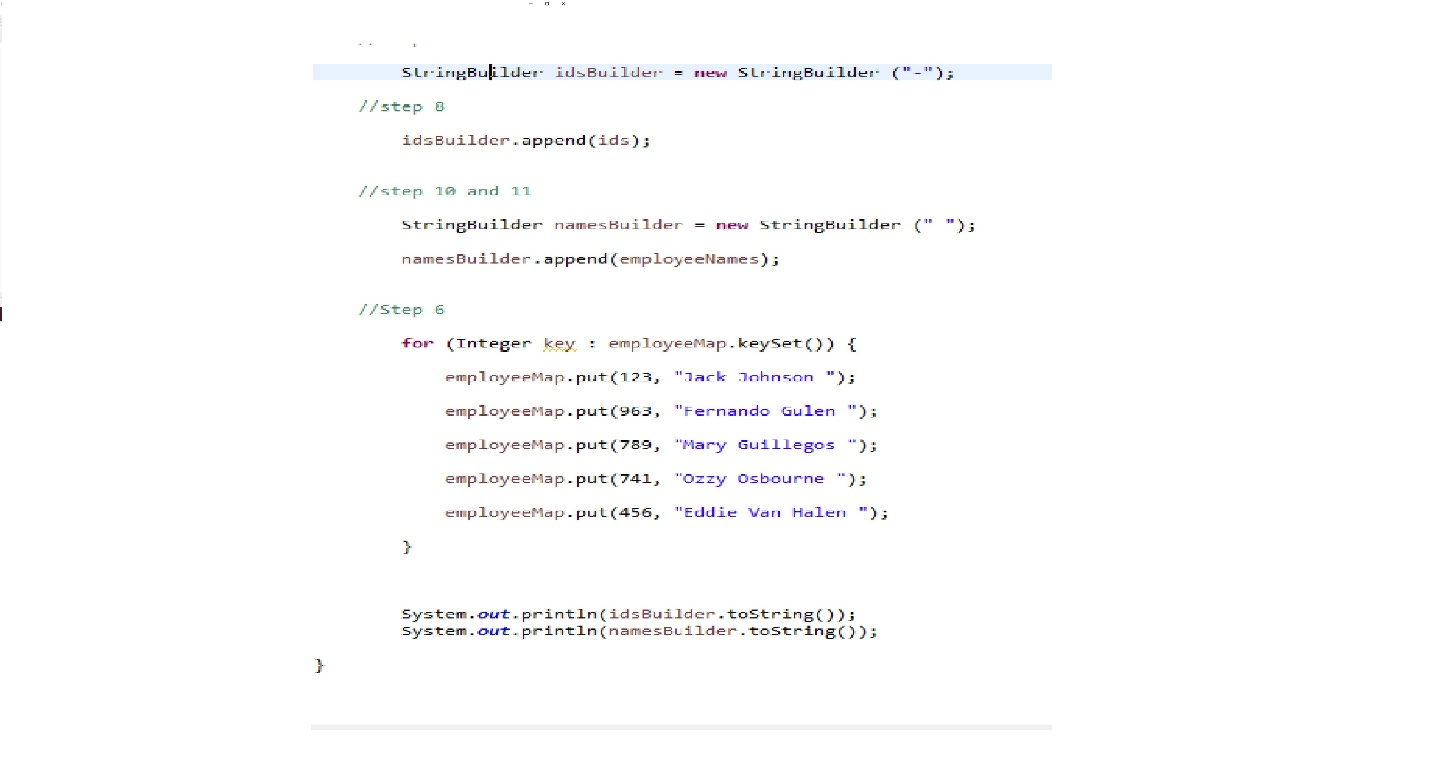 StringBuilder idsBuilder = new StringBuilder ("-");
//step 8
idsBuilder.append(ids);
//step 10 and 11
StringBuilder namesBuilder = new StringBuilder (" ");
namesBuilder.append(employeeNames);
//Step 6
for (Integer key : employeeMap.keySet()) {
employeeMap.put(123, "Jack Johnson ");
employeeMap.put(963, "Fernando Gulen ");
employeeMap.put(789, "Mary Guillegos ");
employeeMap.put(741, "Ozzy Osbourne ");
employeeMap.put(456, "Eddie Van Halen ");
}
System.out.println(idsBuilder.toString());
System.out.println(namesBuilder.toString());
}